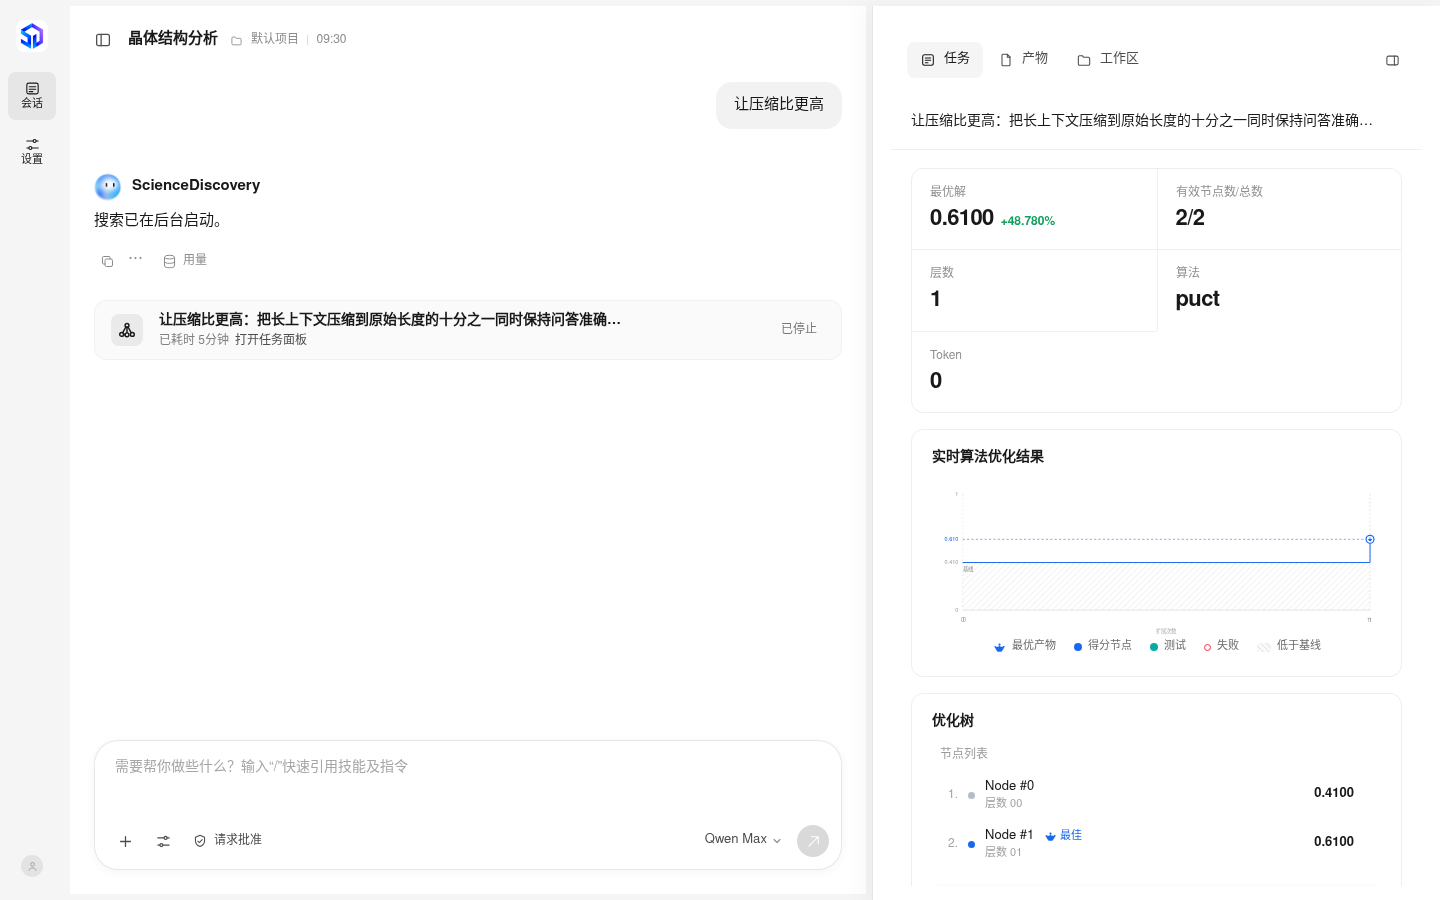 会话
设置
晶体结构分析
默认项目
09:30
让压缩比更高
ScienceDiscovery
搜索已在后台启动。
用量
让压缩比更高：把长上下文压缩到原始长度的十分之一同时保持问答准确…
已耗时 5分钟 打开任务面板
已停止
需要帮你做些什么？输入“/”快速引用技能及指令
请求批准
Qwen Max
任务
产物
工作区
让压缩比更高：把长上下文压缩到原始长度的十分之一同时保持问答准确…
最优解
0.6100 +48.780%
有效节点数/总数
2/2
层数
1
算法
puct
Token
0
实时算法优化结果
1
0.610
0.410
基线
0
扩展次数
最优产物
得分节点
测试
失败
低于基线
优化树
节点列表
1. Node #0 0.4100
层数 00
2. Node #1 最佳 0.6100
层数 01